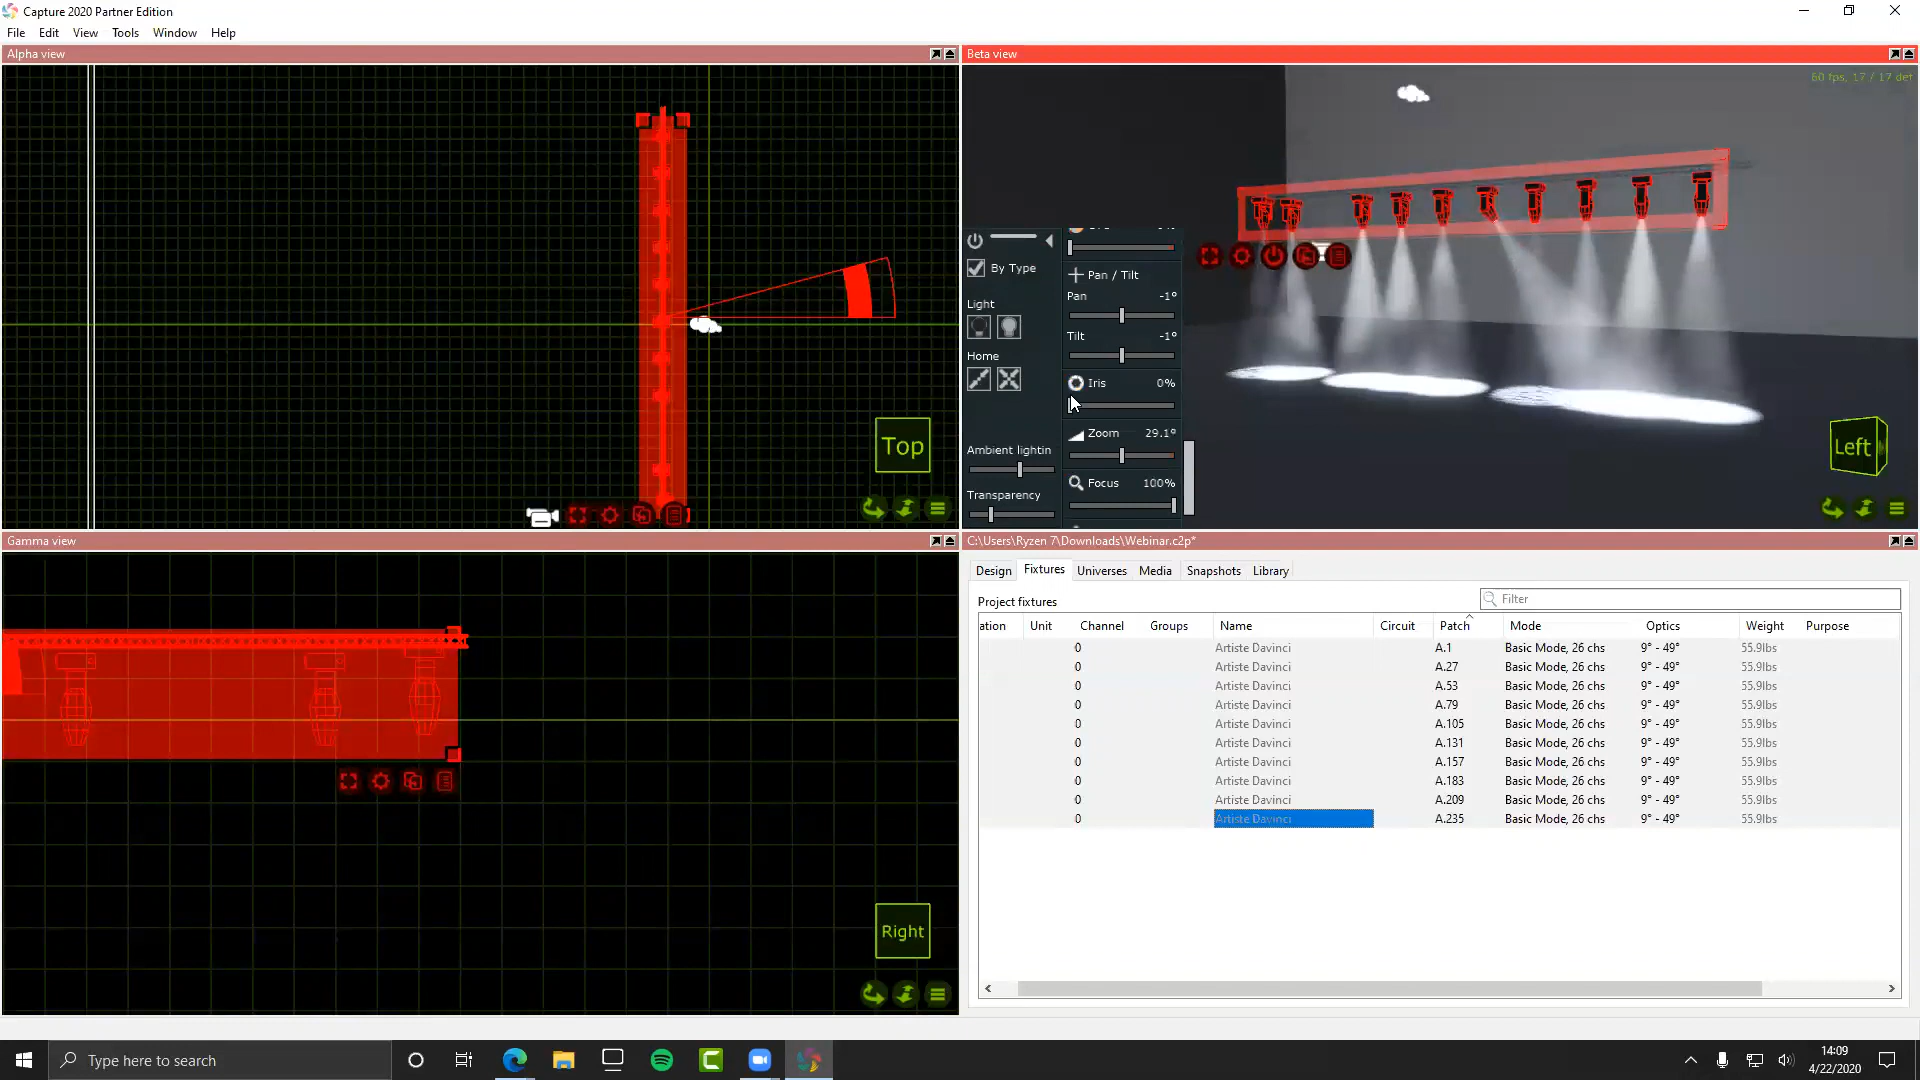 Capture 2020 Partner Edition
File Edit View Tools Window Help
Alpha view
Top
Beta view
60 fps, 17 / 17 def
By Type
Light
Home
Ambient lightin
Transparency
Pan / Tilt
Pan -1°
Tilt -1°
Iris 0%
Zoom 29.1°
Focus 100%
Left
Gamma view
Right
C:\Users\Ryzen 7\Downloads\Webinar.c2p*
Design Fixtures Universes Media Snapshots Library
Project fixtures
Filter
ation Unit Channel Groups Name Circuit Patch Mode Optics Weight Purpose
0 Artiste Davinci A.1 Basic Mode, 26 chs 9° - 49° 55.9lbs
0 Artiste Davinci A.27 Basic Mode, 26 chs 9° - 49° 55.9lbs
0 Artiste Davinci A.53 Basic Mode, 26 chs 9° - 49° 55.9lbs
0 Artiste Davinci A.79 Basic Mode, 26 chs 9° - 49° 55.9lbs
0 Artiste Davinci A.105 Basic Mode, 26 chs 9° - 49° 55.9lbs
0 Artiste Davinci A.131 Basic Mode, 26 chs 9° - 49° 55.9lbs
0 Artiste Davinci A.157 Basic Mode, 26 chs 9° - 49° 55.9lbs
0 Artiste Davinci A.183 Basic Mode, 26 chs 9° - 49° 55.9lbs
0 Artiste Davinci A.209 Basic Mode, 26 chs 9° - 49° 55.9lbs
0 Artiste Davinci A.235 Basic Mode, 26 chs 9° - 49° 55.9lbs
Type here to search
14:09
4/22/2020